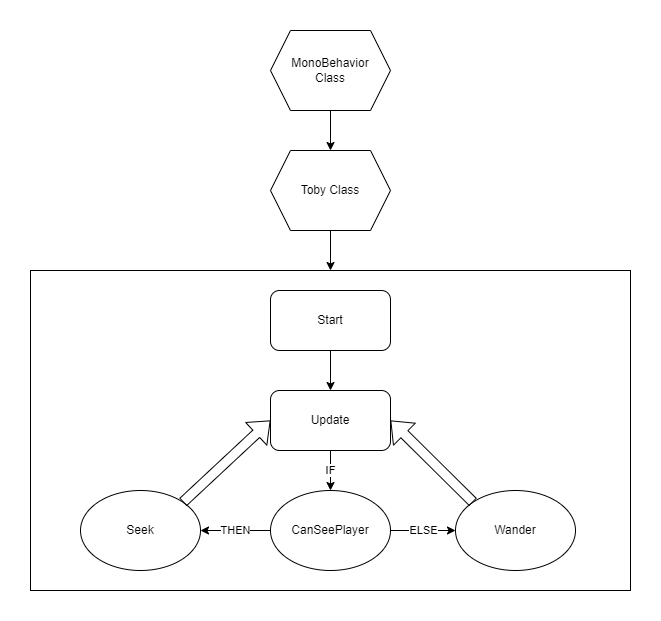 MonoBehavior
Class
Toby Class
Start
Update
IF
Seek
THEN
CanSeePlayer
ELSE
Wander